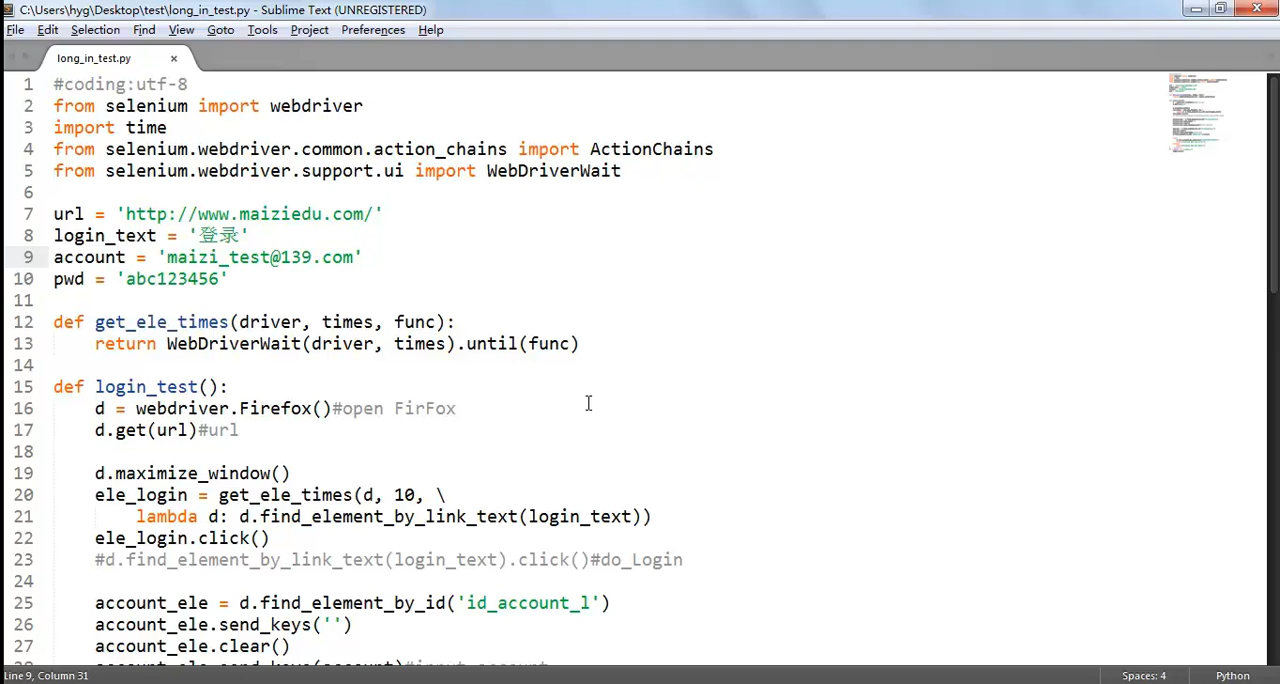 C:\Users\hyg\Desktop\test\long_in_test.py - Sublime Text (UNREGISTERED)
File Edit Selection Find View Goto Tools Project Preferences Help
long_in_test.py ×
1 #coding:utf-8
2 from selenium import webdriver
3 import time
4 from selenium.webdriver.common.action_chains import ActionChains
5 from selenium.webdriver.support.ui import WebDriverWait
6
7 url = 'http://www.maiziedu.com/'
8 login_text = '登录'
9 account = 'maizi_test@139.com'
10 pwd = 'abc123456'
11
12 def get_ele_times(driver, times, func):
13 return WebDriverWait(driver, times).until(func)
14
15 def login_test():
16 d = webdriver.Firefox()#open FirFox
17 d.get(url)#url
18
19 d.maximize_window()
20 ele_login = get_ele_times(d, 10, \
21 lambda d: d.find_element_by_link_text(login_text))
22 ele_login.click()
23 #d.find_element_by_link_text(login_text).click()#do_Login
24
25 account_ele = d.find_element_by_id('id_account_l')
26 account_ele.send_keys('')
27 account_ele.clear()
28 account_ele.send_keys(account)#input account
Line 9, Column 31 Spaces: 4 Python